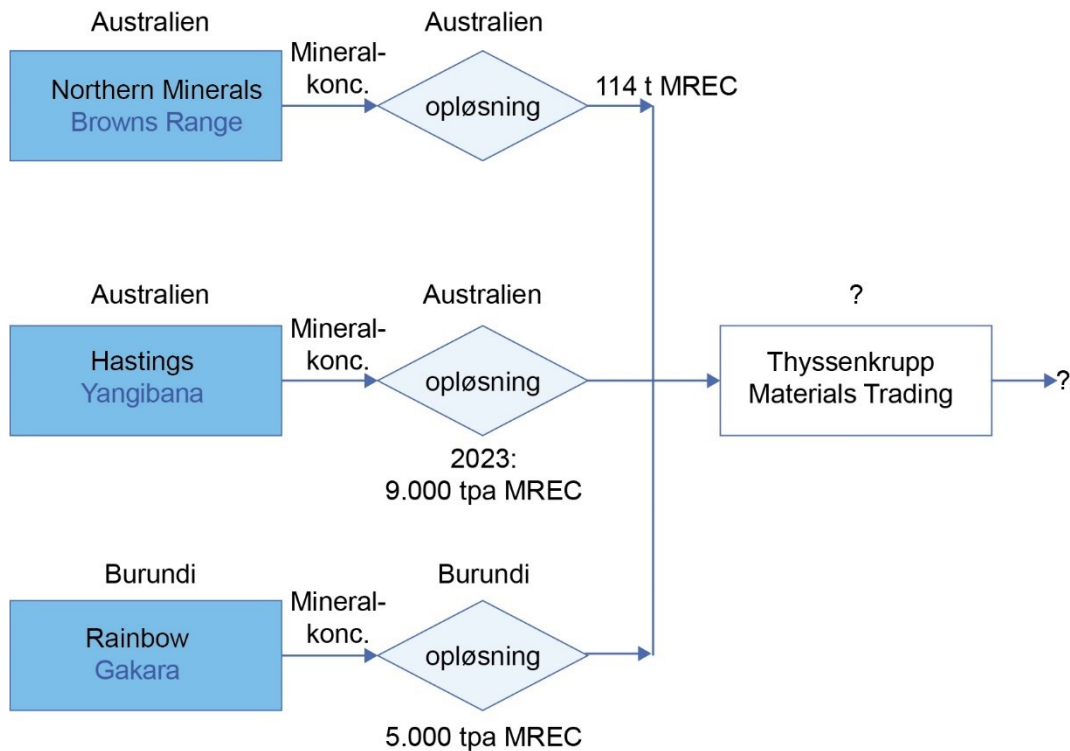 Australien
Australien
Northern Minerals
Browns Range
Mineral-
konc.
opløsning
114 t MREC
Australien
Australien
?
Hastings
Yangibana
Mineral-
konc.
opløsning
Thyssenkrupp
Materials Trading
?
2023:
9.000 tpa MREC
Burundi
Burundi
Rainbow
Gakara
Mineral-
konc.
opløsning
5.000 tpa MREC